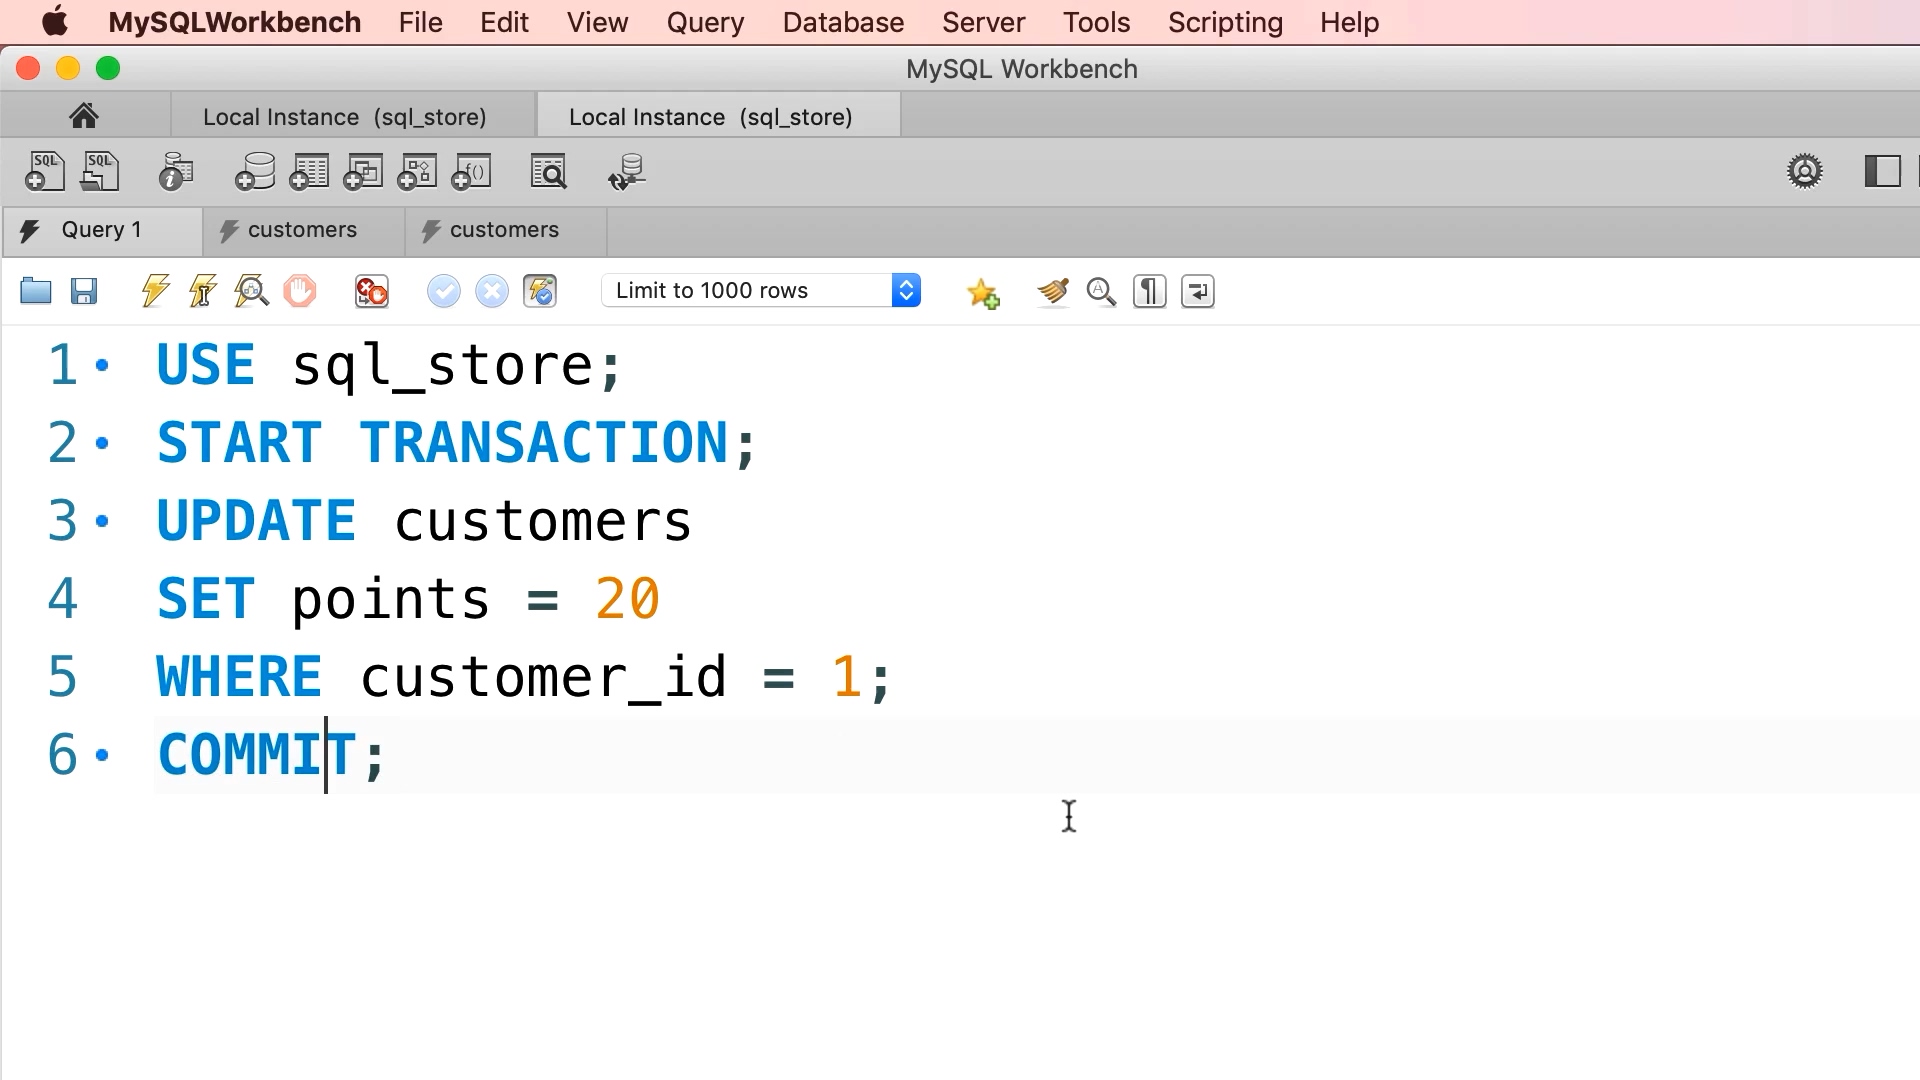 MySQLWorkbench File Edit View Query Database Server Tools Scripting Help
MySQL Workbench
Local Instance (sql_store) Local Instance (sql_store)
SQL SQL f()
Query 1 customers customers
Limit to 1000 rows
1 USE sql_store;
2 START TRANSACTION;
3 UPDATE customers
4 SET points = 20
5 WHERE customer_id = 1;
6 COMMIT;